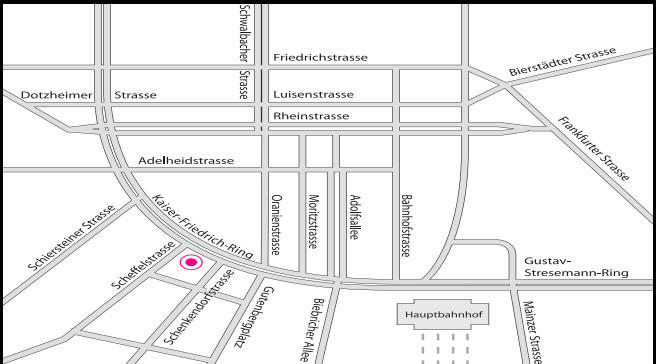 Schwalbacher Strasse
Friedrichstrasse
Bierstädter Strasse
Dotzheimer Strasse
Luisenstrasse
Rheinstrasse
Frankfurter Strasse
Adelheidstrasse
Kaiser-Friedrich-Ring
Oranienstrasse
Moritzstrasse
Adolfsallee
Bahnhofstrasse
Schiersteiner Strasse
Scheffelstrasse
Schenkendorfstrasse
Gutenbergplatz
Biebricher Allee
Gustav-
Stresemann-Ring
Hauptbahnhof
Mainzer Strasse